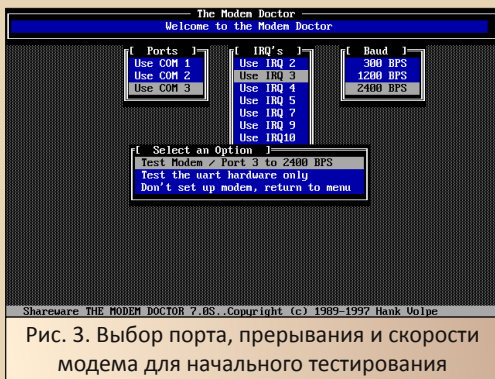 The Modem Doctor
Welcome to the Modem Doctor
[ Ports ] [ IRQ's ] [ Baud ]
Use COM 1 Use IRQ 2 300 BPS
Use COM 2 Use IRQ 3 1200 BPS
Use COM 3 Use IRQ 4 2400 BPS
Use IRQ 5
Use IRQ 7
Use IRQ 9
Use IRQ10
[ Select an Option ]
Test Modem / Port 3 to 2400 BPS
Test the uart hardware only
Don't set up modem, return to menu
Shareware THE MODEM DOCTOR 7.0S..Copyright (c) 1989-1997 Hank Volpe
Рис. 3. Выбор порта, прерывания и скорости
модема для начального тестирования